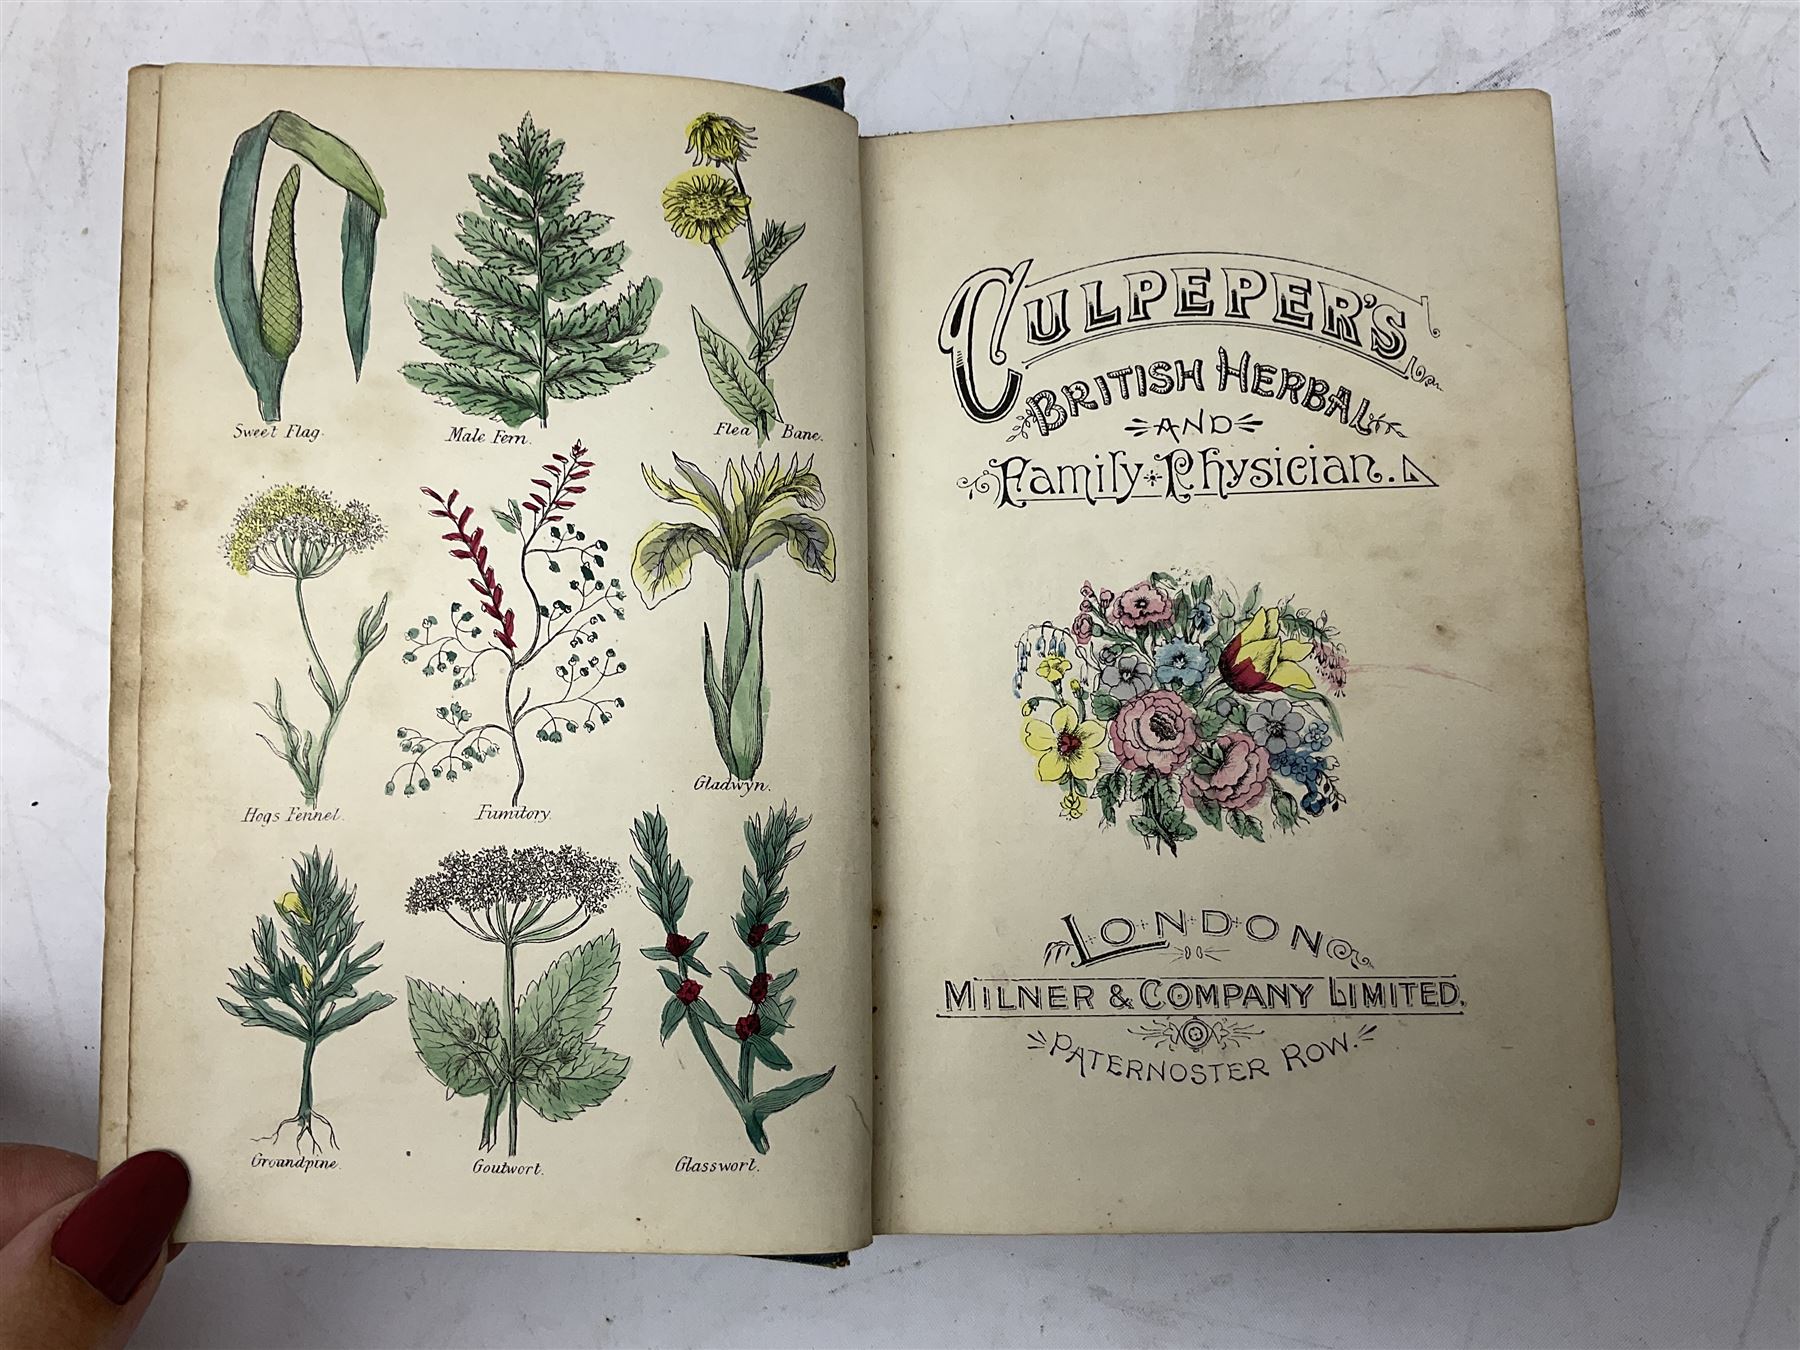 Sweet Flag.
Male Fern.
Flea Bane.
Hogs Fennel.
Fumitory.
Gladwyn.
Groundpine.
Goutwort.
Glasswort.
CULPEPER'S
BRITISH HERBAL
AND
Family Physician.
LONDON
MILNER & COMPANY LIMITED,
PATERNOSTER ROW.